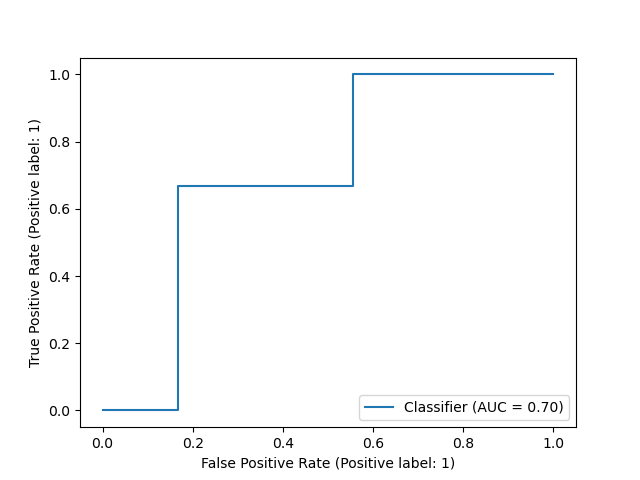 1.0
0.8
0.6
0.4
0.2
0.0
True Positive Rate (Positive label: 1)
Classifier (AUC = 0.70)
0.0 0.2 0.4 0.6 0.8 1.0
False Positive Rate (Positive label: 1)